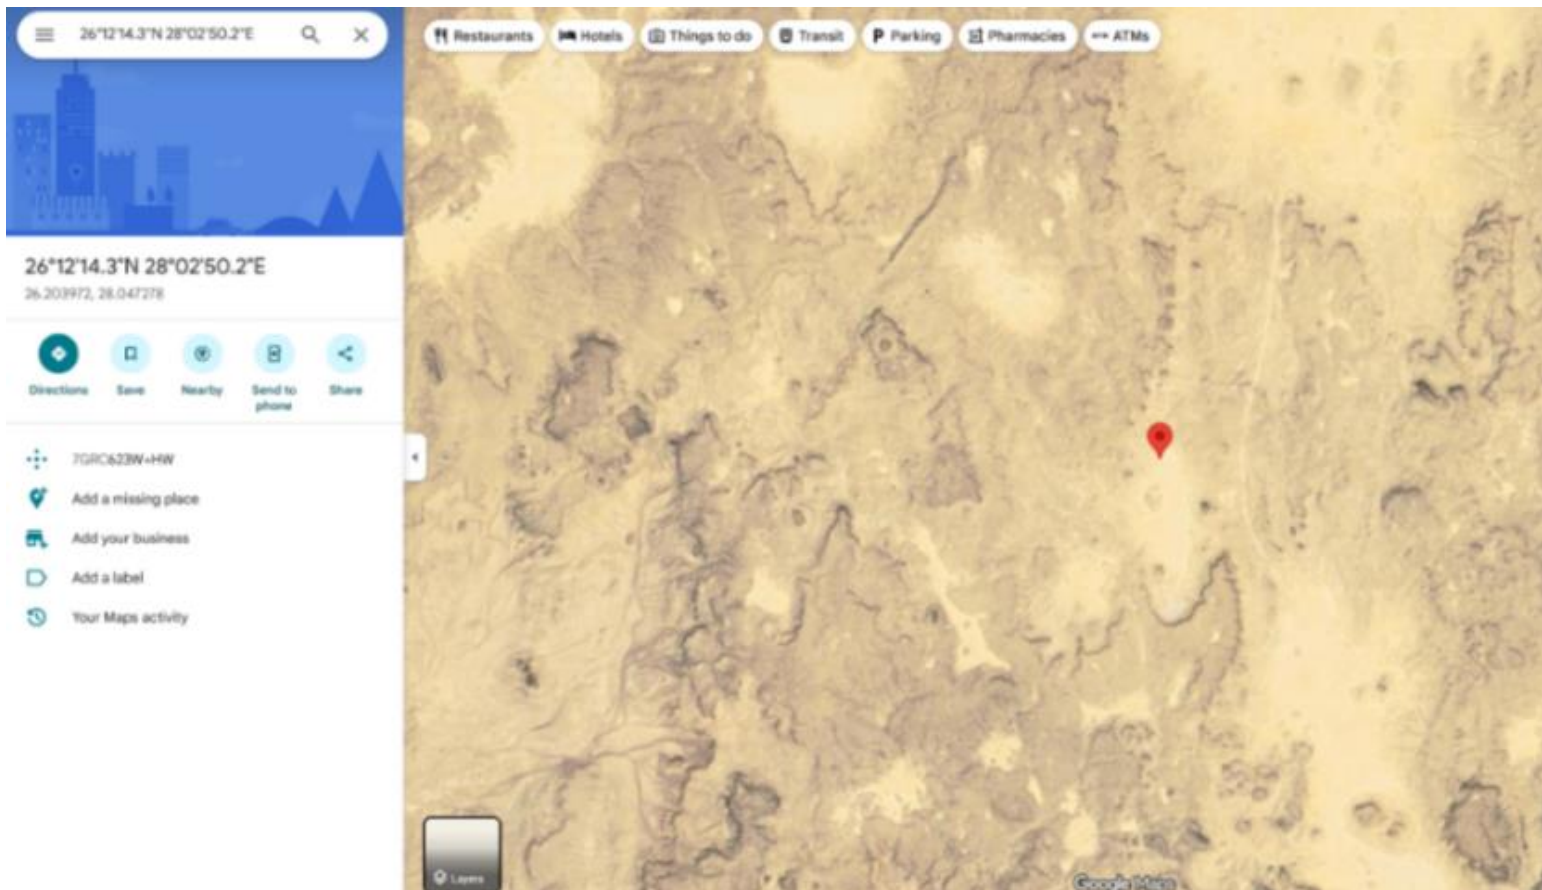 26°12'14.3"N 28°02'50.2"E
Restaurants
Hotels
Things to do
Transit
Parking
Pharmacies
ATMs
26°12'14.3"N 28°02'50.2"E
26.203972, 28.047278
Directions
Save
Nearby
Send to
phone
Share
7GRC623W+HW
Add a missing place
Add your business
Add a label
Your Maps activity
Layers
Google Maps